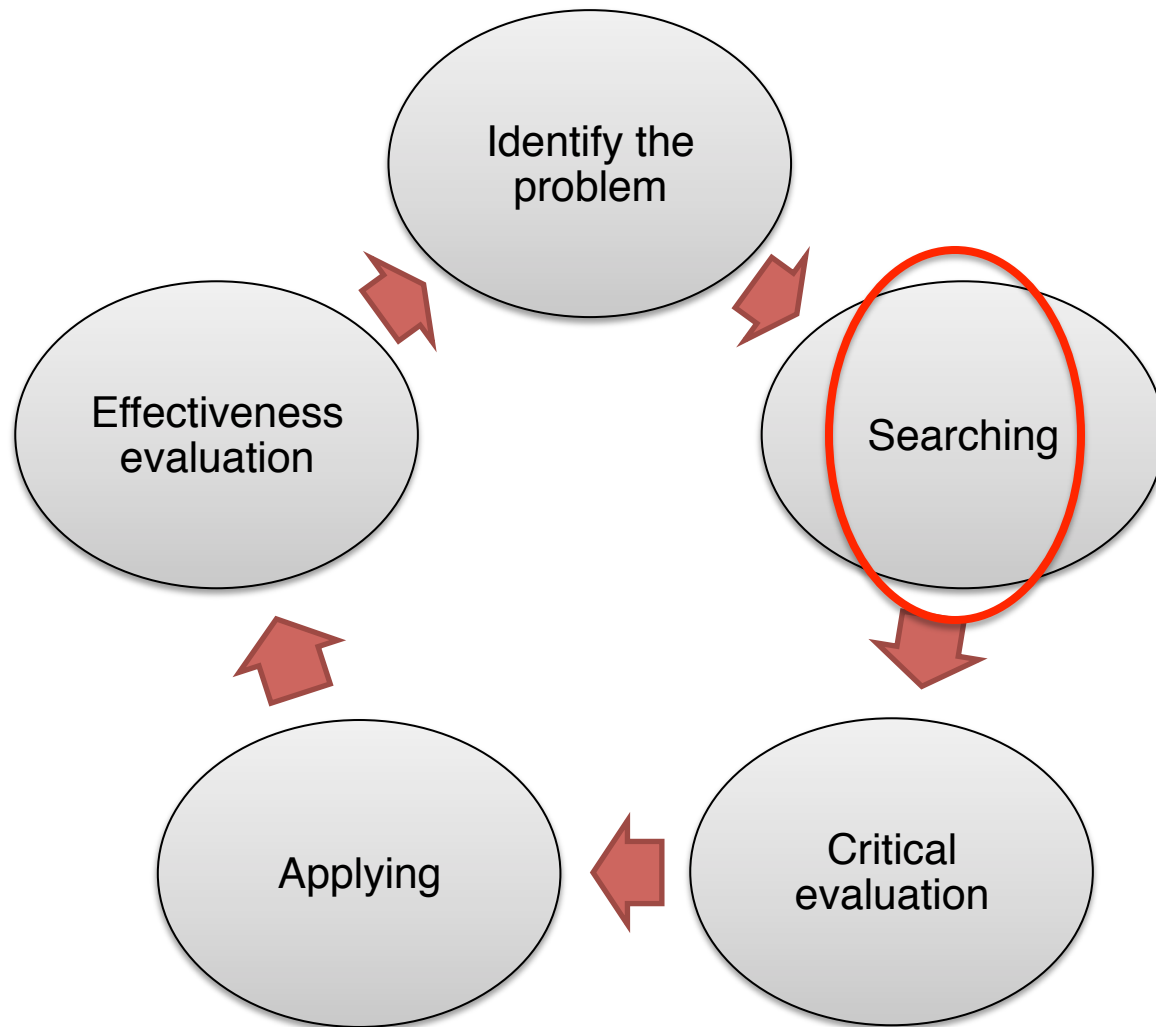 Identify the
problem
Searching
Critical
evaluation
Applying
Effectiveness
evaluation